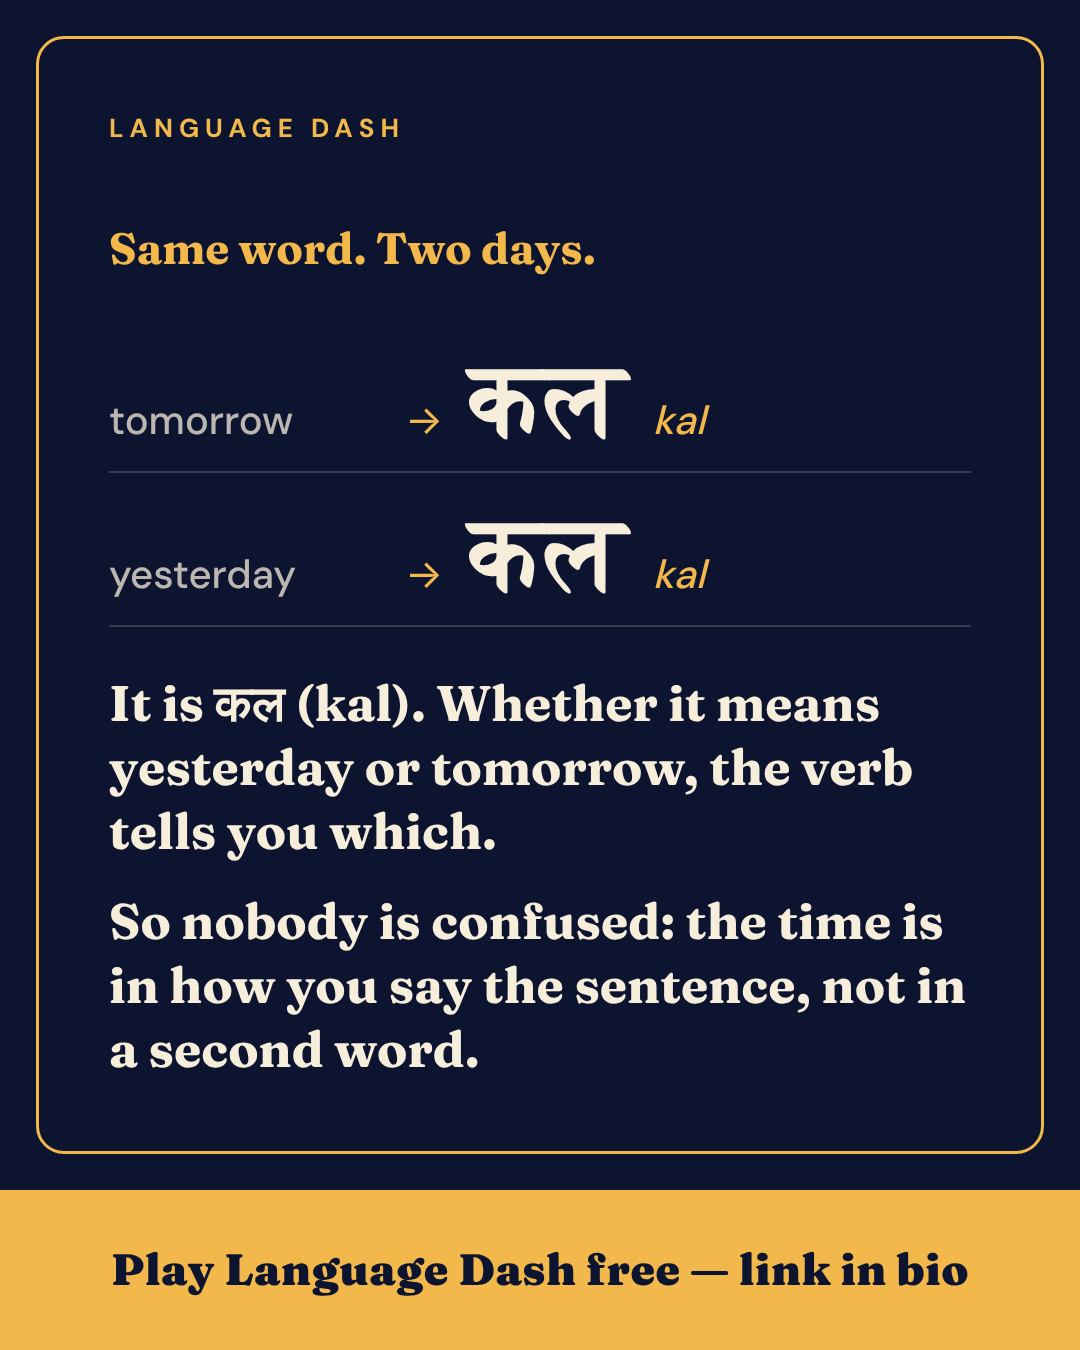 LANGUAGE DASH
Same word. Two days.
tomorrow → कल kal
yesterday → कल kal
It is कल (kal). Whether it means
yesterday or tomorrow, the verb
tells you which.
So nobody is confused: the time is
in how you say the sentence, not in
a second word.
Play Language Dash free — link in bio